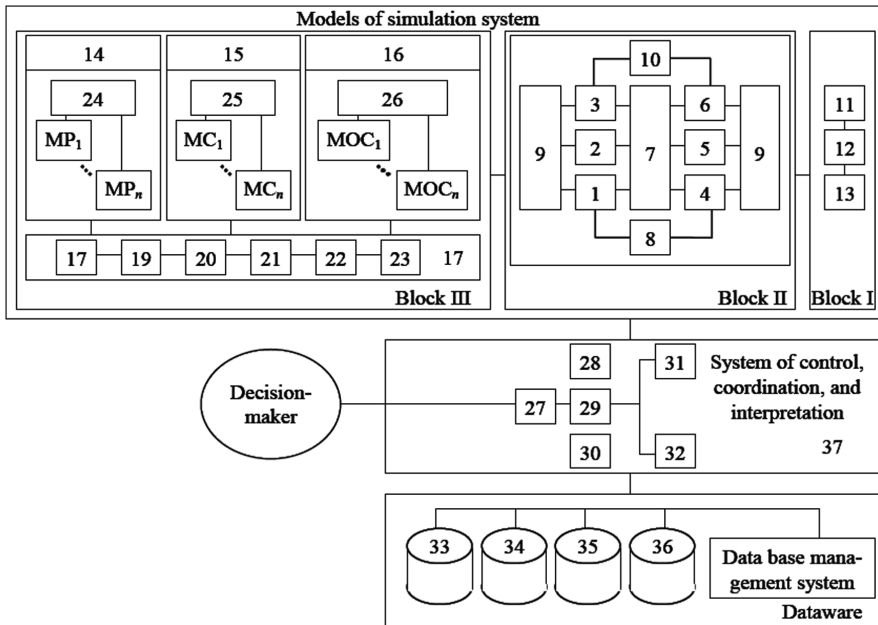 Models of simulation system
14 15 16
24 25 26
MP1 MC1 MOC1
MPn MCn MOCn
17 19 20 21 22 23 17
Block III
10
9 3 7 6 9
2 5
1 4
8
Block II
11
12
13
Block I
Decision-
maker
28 31
27 29
30 32
System of control,
coordination, and
interpretation
37
33 34 35 36
Data base mana-
gement system
Dataware